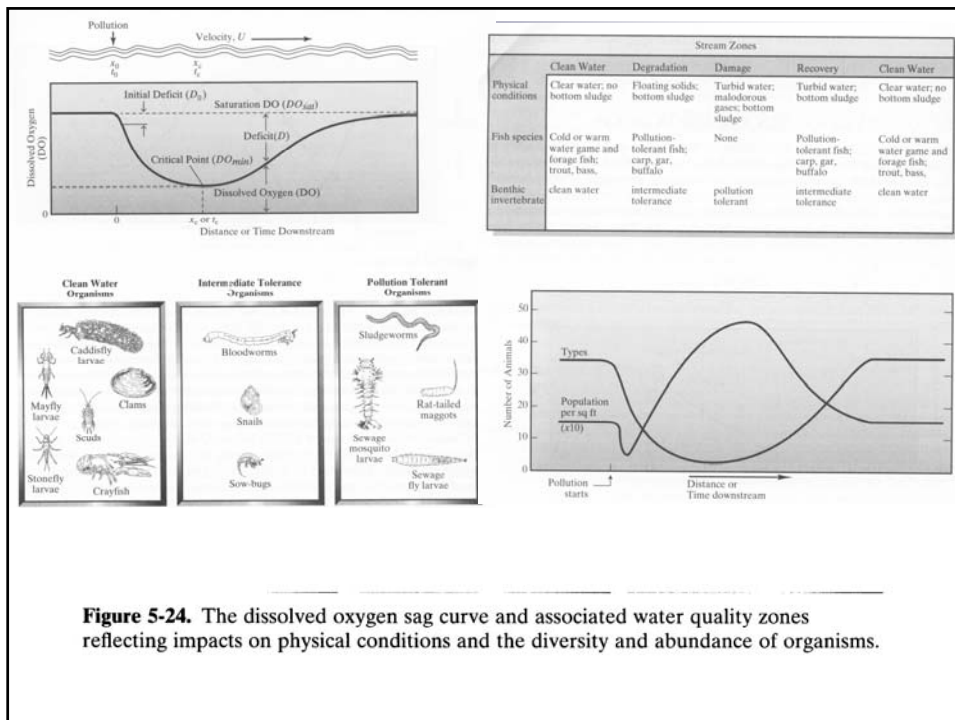 Pollution
Velocity, U
x₀
t₀
x_c
t_c
Initial Deficit (D₀)
Saturation DO (DO_sat)
Deficit(D)
Critical Point (DO_min)
Dissolved Oxygen (DO)
Dissolved Oxygen
(DO)
0
0
x_c or t_c
Distance or Time Downstream
Stream Zones
Clean Water Degradation Damage Recovery Clean Water
Physical conditions
Clear water; no
bottom sludge
Floating solids;
bottom sludge
Turbid water;
malodorous
gases; bottom
sludge
Turbid water;
bottom sludge
Clear water; no
bottom sludge
Fish species
Cold or warm
water game and
forage fish;
trout, bass,
Pollution-
tolerant fish;
carp, gar,
buffalo
None
Pollution-
tolerant fish;
carp, gar,
buffalo
Cold or warm
water game and
forage fish;
trout, bass,
Benthic
invertebrate
clean water
intermediate
tolerance
pollution
tolerant
intermediate
tolerance
clean water
Clean Water
Organisms
Caddisfly
larvae
Mayfly
larvae
Clams
Scuds
Stonefly
larvae
Crayfish
Intermediate Tolerance
Organisms
Bloodworms
Snails
Sow-bugs
Pollution Tolerant
Organisms
Sludgeworms
Rat-tailed
maggots
Sewage
mosquito
larvae
Sewage
fly larvae
Number of Animals
50
40
30
20
10
0
Types
Population
per sq ft
(x10)
Pollution
starts
Distance or
Time downstream
Figure 5-24. The dissolved oxygen sag curve and associated water quality zones
reflecting impacts on physical conditions and the diversity and abundance of organisms.